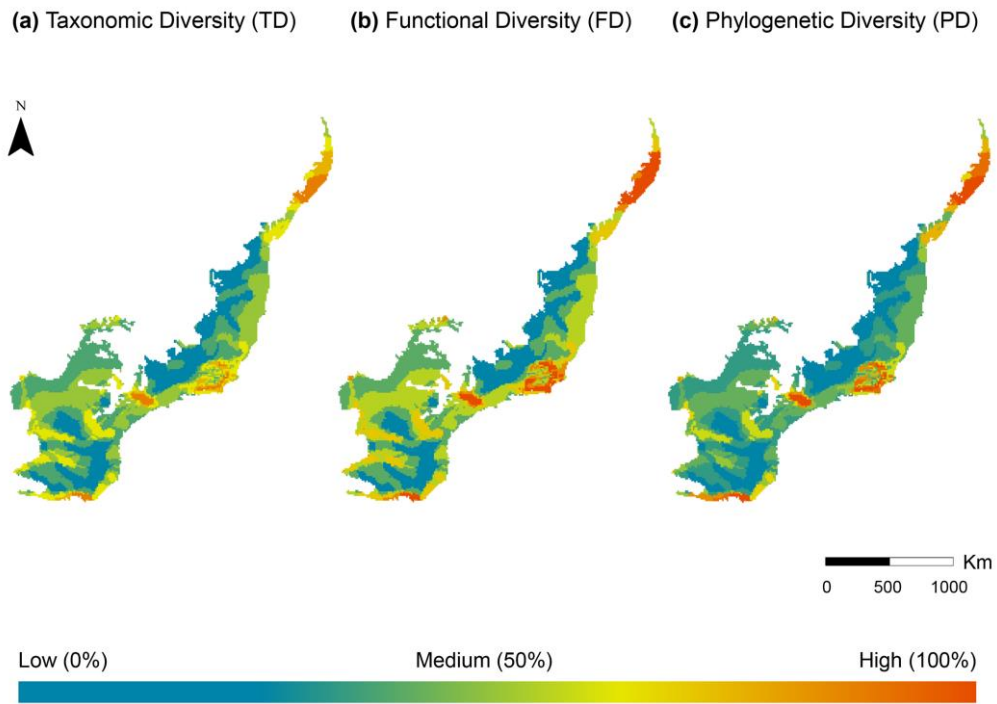 (a) Taxonomic Diversity (TD) (b) Functional Diversity (FD) (c) Phylogenetic Diversity (PD)
N
Km
0 500 1000
Low (0%) Medium (50%) High (100%)